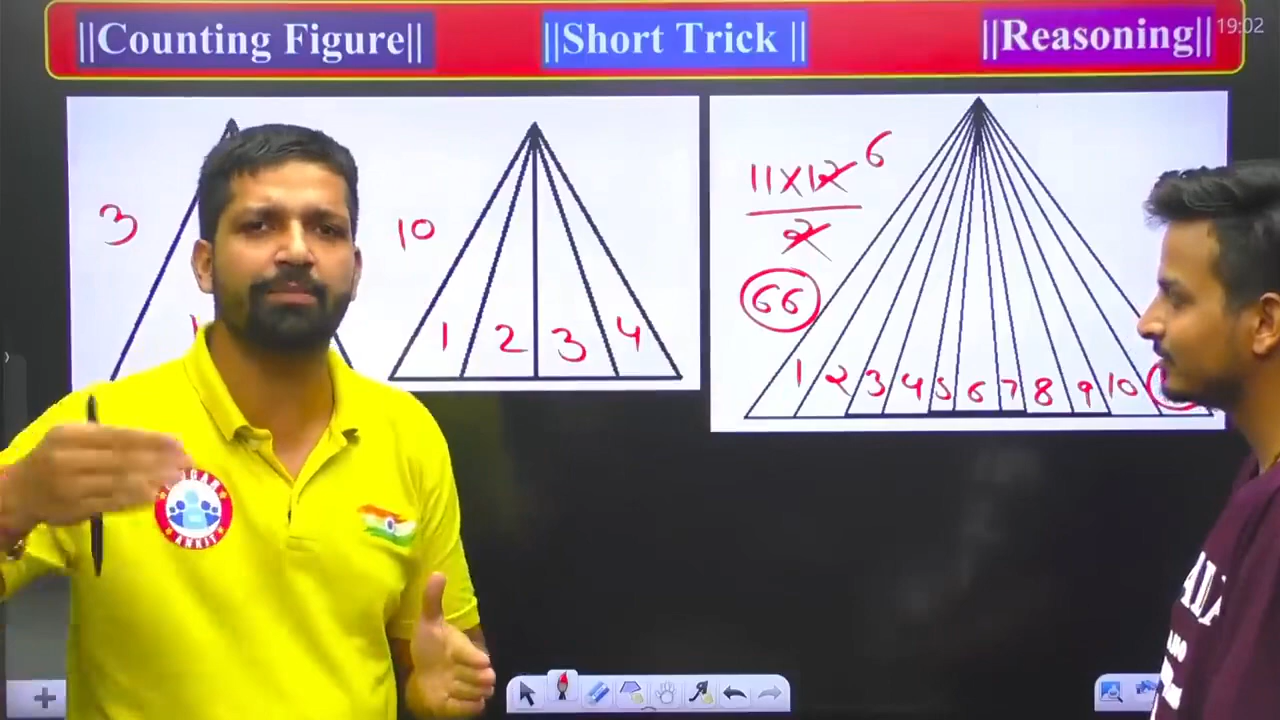 ||Counting Figure|| ||Short Trick || ||Reasoning||
19:02
3
10
1 2 3 4
11×12 6
2
66
1 2 3 4 5 6 7 8 9 10
ANKIT